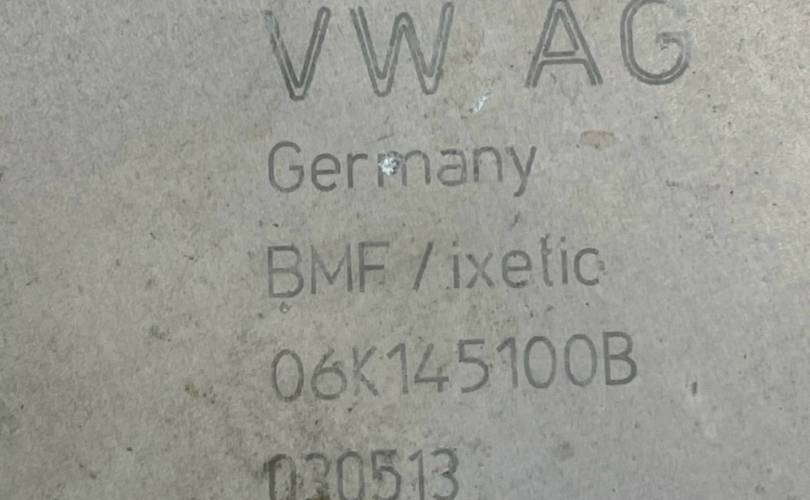 VW AG
Germany
BMF / ixetic
06K145100B
030513